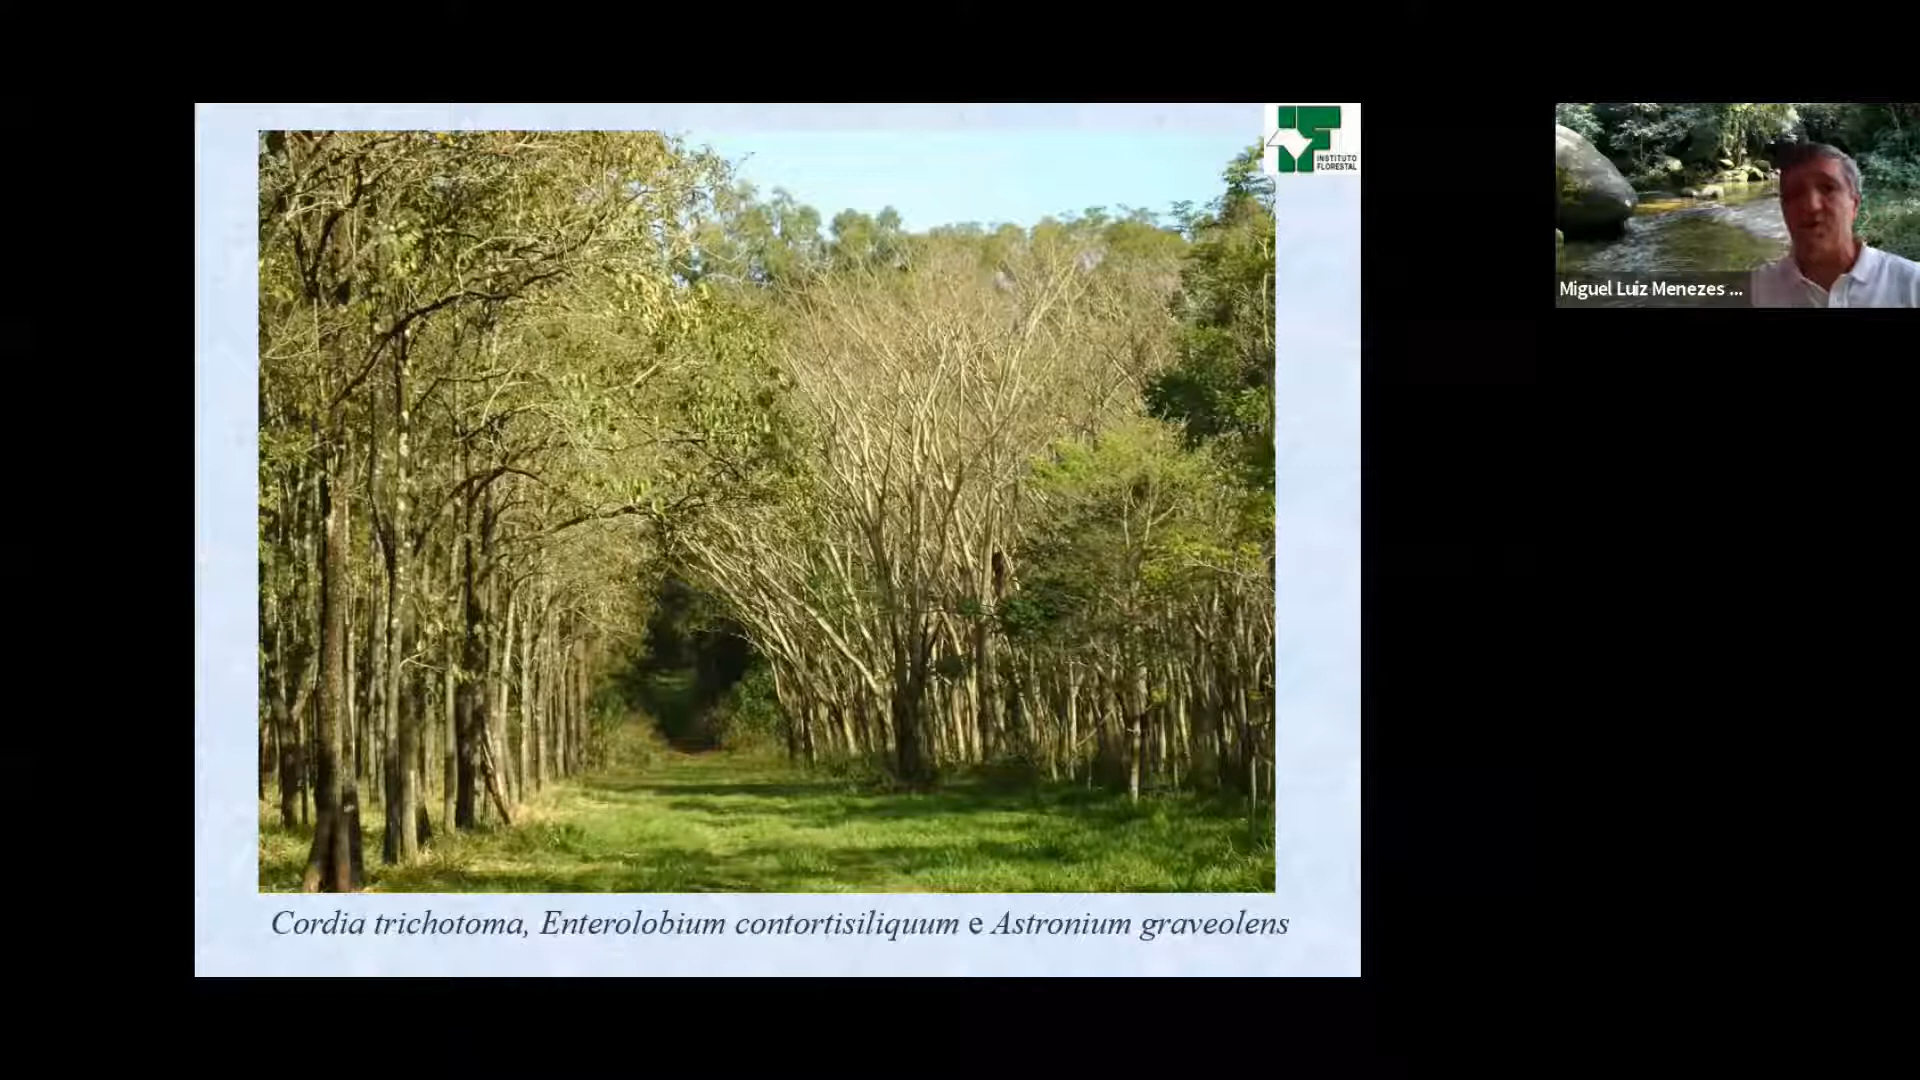 INSTITUTO
FLORESTAL
Miguel Luiz Menezes ...
Cordia trichotoma, Enterolobium contortisiliquum e Astronium graveolens